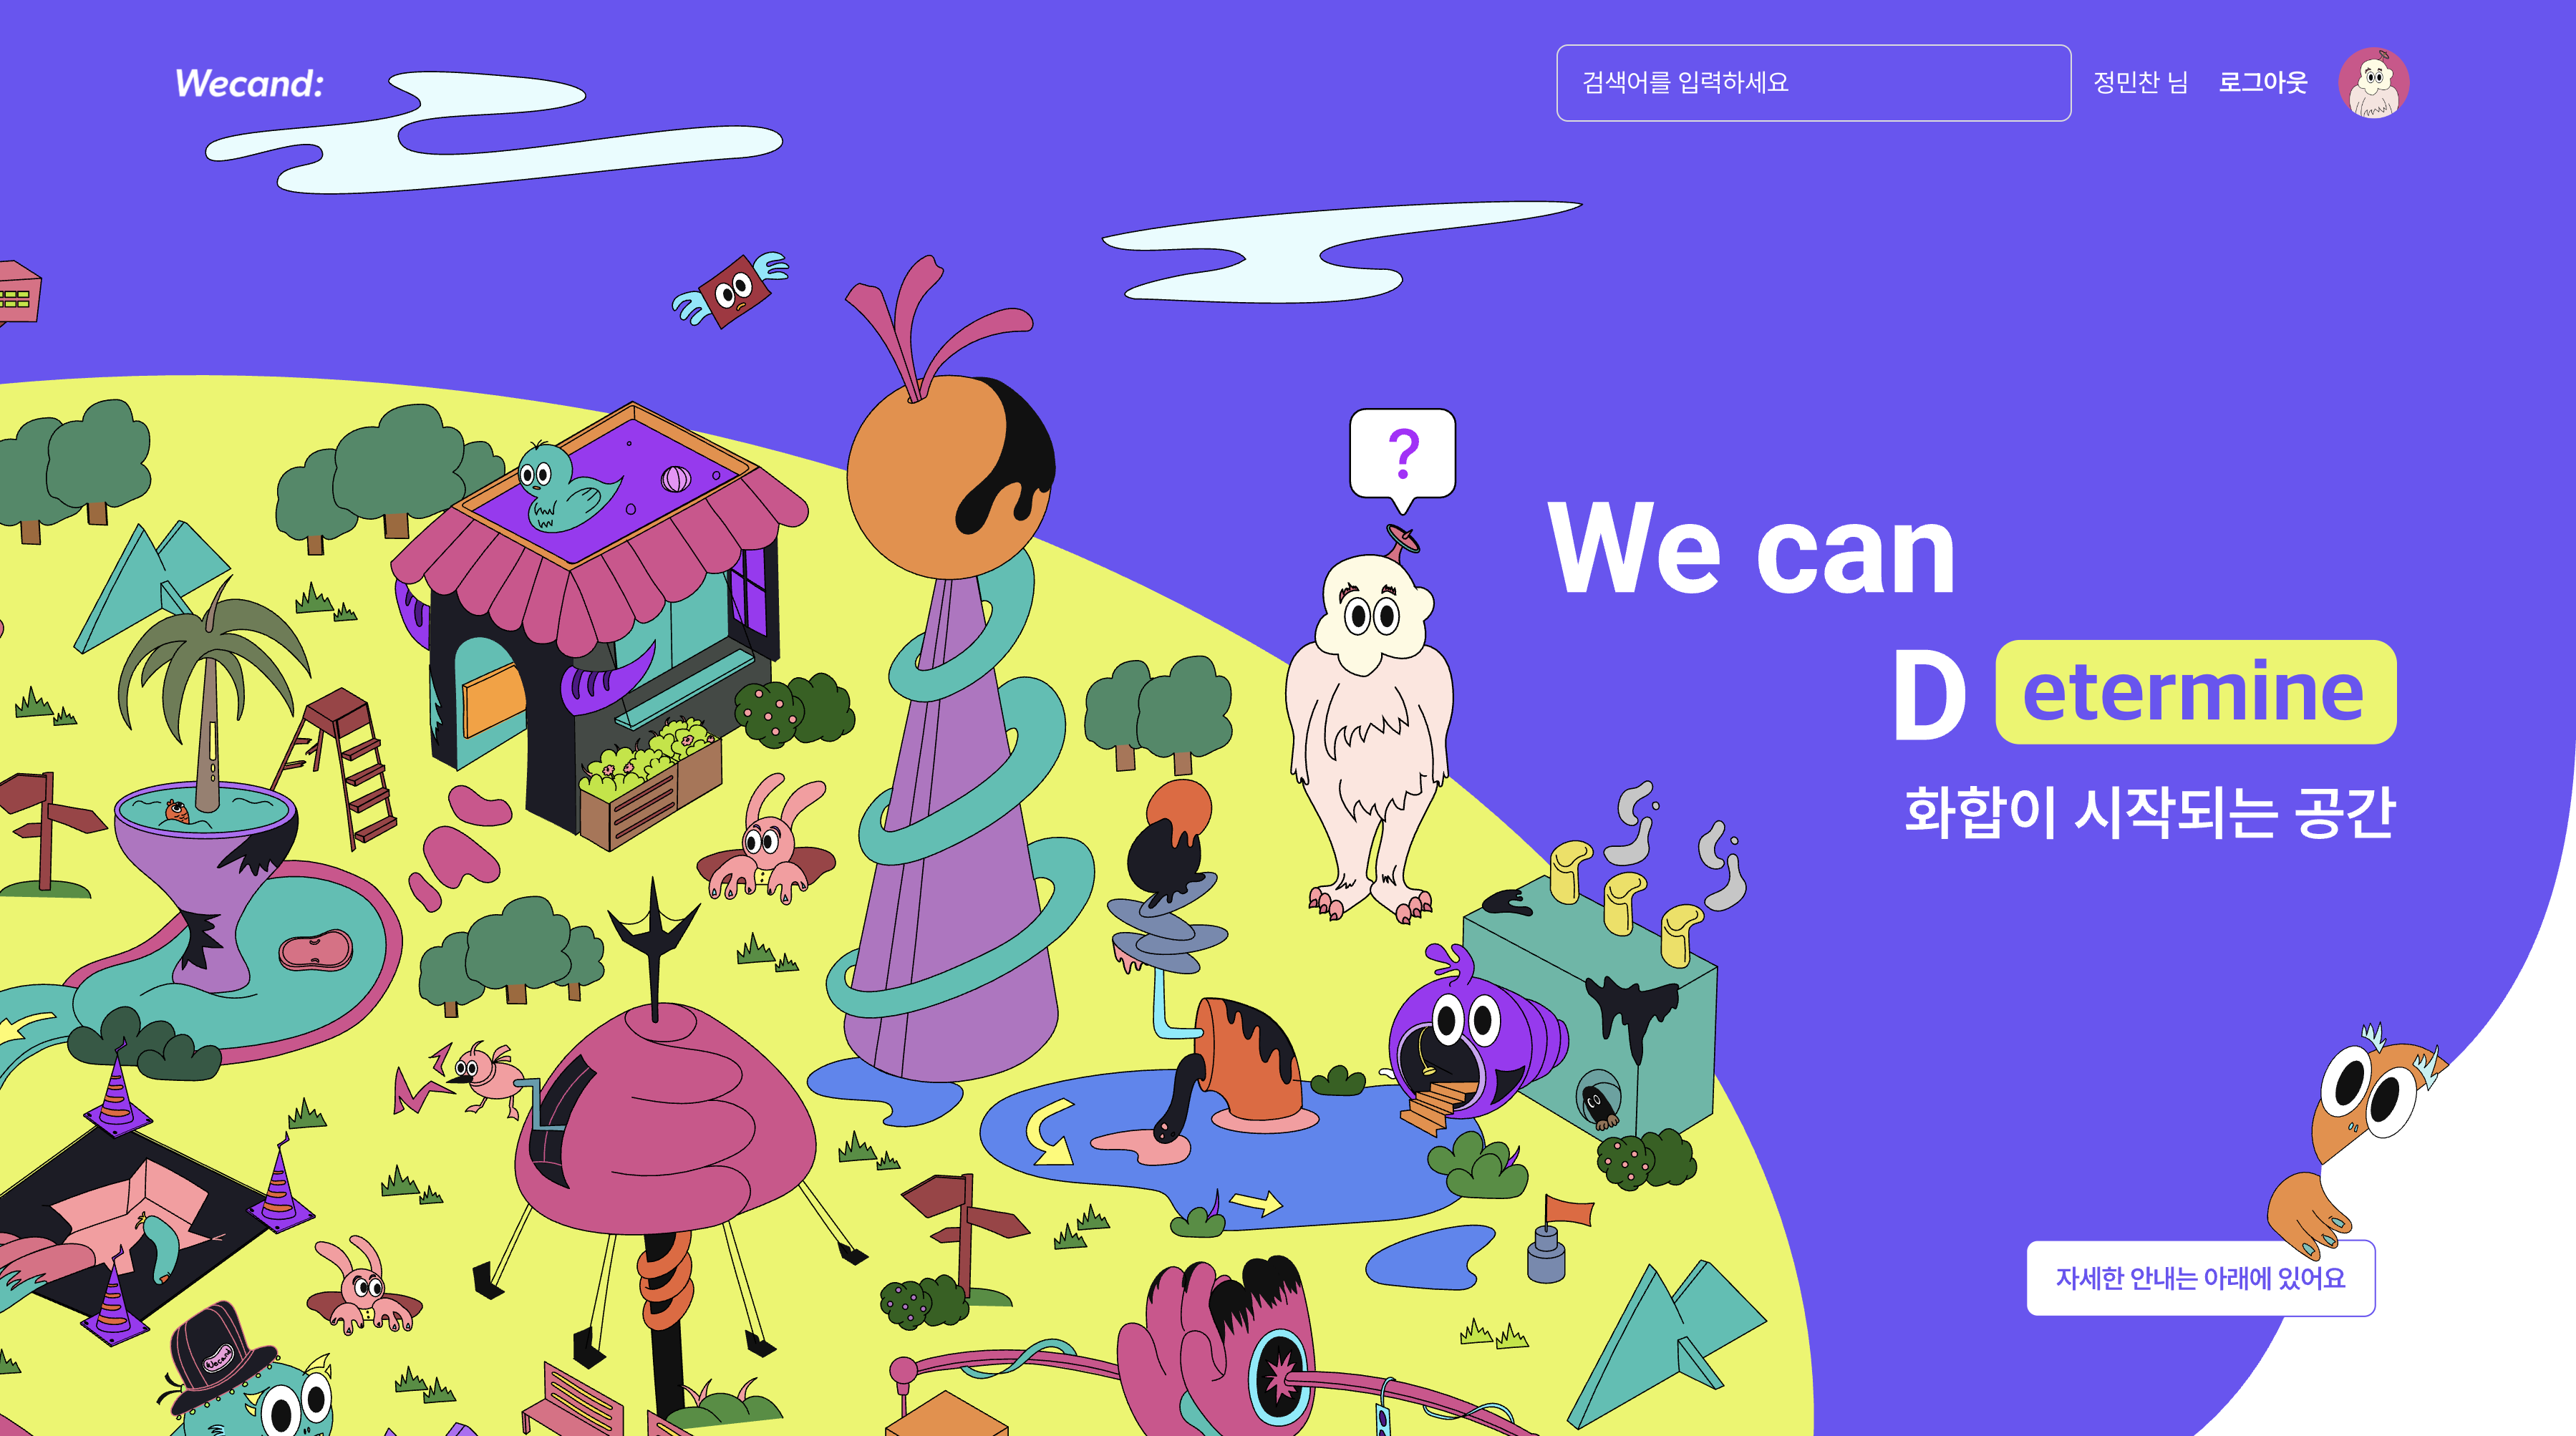 Wecand:
검색어를 입력하세요
정민찬 님
로그아웃
?
We can
D etermine
화합이 시작되는 공간
자세한 안내는 아래에 있어요
Wecand